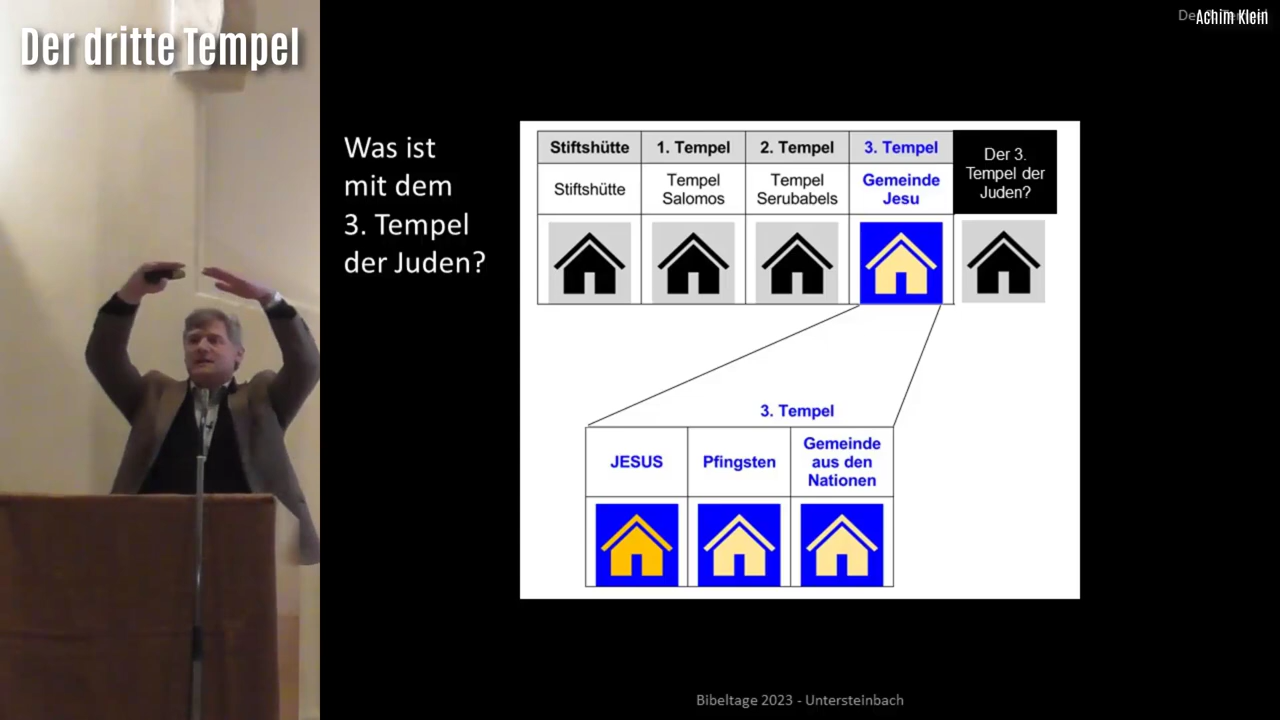 Der dritte Tempel
Achim Klein
Was ist
mit dem
3. Tempel
der Juden?
Stiftshütte
1. Tempel
2. Tempel
3. Tempel
Der 3.
Tempel der
Juden?
Stiftshütte
Tempel
Salomos
Tempel
Serubabels
Gemeinde
Jesu
3. Tempel
JESUS
Pfingsten
Gemeinde
aus den
Nationen
Bibeltage 2023 - Untersteinbach